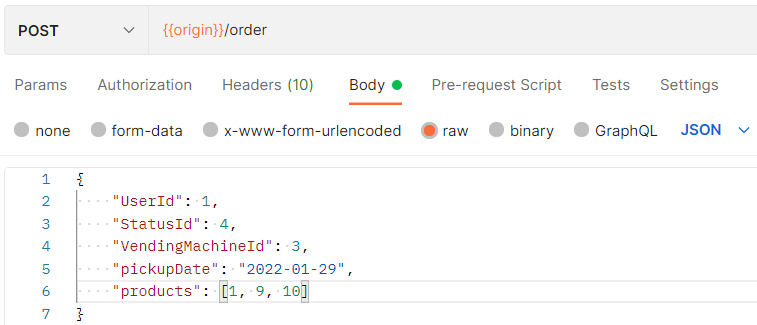 POST {{origin}}/order
Params Authorization Headers (10) Body Pre-request Script Tests Settings
none form-data x-www-form-urlencoded raw binary GraphQL JSON
1 {
2 "UserId": 1,
3 "StatusId": 4,
4 "VendingMachineId": 3,
5 "pickupDate": "2022-01-29",
6 "products": [1, 9, 10]
7 }